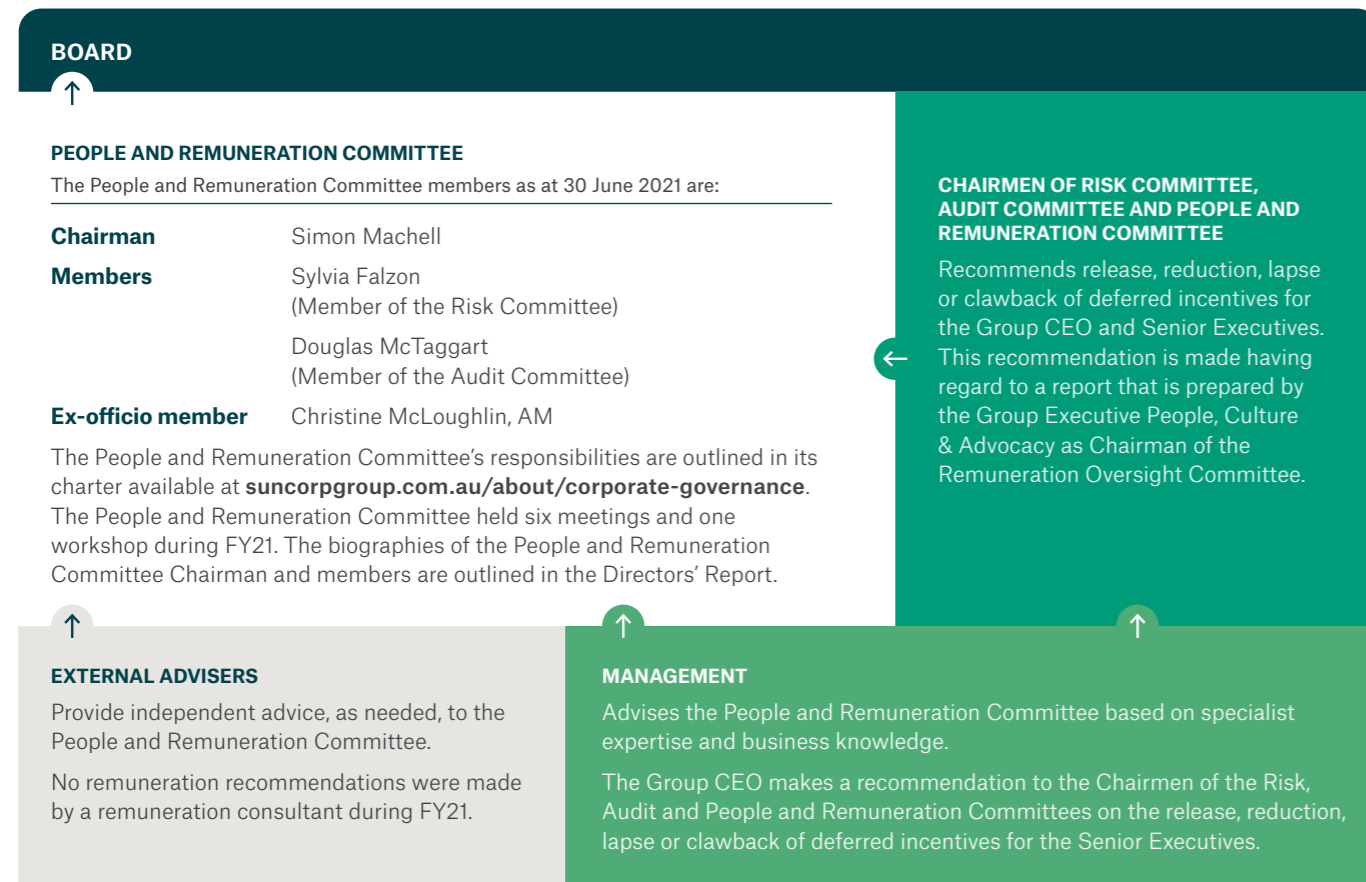 BOARD
↑
PEOPLE AND REMUNERATION COMMITTEE
The People and Remuneration Committee members as at 30 June 2021 are:
Chairman Simon Machell
Members Sylvia Falzon
(Member of the Risk Committee)
Douglas McTaggart
(Member of the Audit Committee)
Ex-officio member Christine McLoughlin, AM
The People and Remuneration Committee's responsibilities are outlined in its
charter available at suncorpgroup.com.au/about/corporate-governance.
The People and Remuneration Committee held six meetings and one
workshop during FY21. The biographies of the People and Remuneration
Committee Chairman and members are outlined in the Directors' Report.
←
CHAIRMEN OF RISK COMMITTEE,
AUDIT COMMITTEE AND PEOPLE AND
REMUNERATION COMMITTEE
Recommends release, reduction, lapse
or clawback of deferred incentives for
the Group CEO and Senior Executives.
This recommendation is made having
regard to a report that is prepared by
the Group Executive People, Culture
& Advocacy as Chairman of the
Remuneration Oversight Committee.
↑
EXTERNAL ADVISERS
Provide independent advice, as needed, to the
People and Remuneration Committee.
No remuneration recommendations were made
by a remuneration consultant during FY21.
↑ ↑
MANAGEMENT
Advises the People and Remuneration Committee based on specialist
expertise and business knowledge.
The Group CEO makes a recommendation to the Chairmen of the Risk,
Audit and People and Remuneration Committees on the release, reduction,
lapse or clawback of deferred incentives for the Senior Executives.